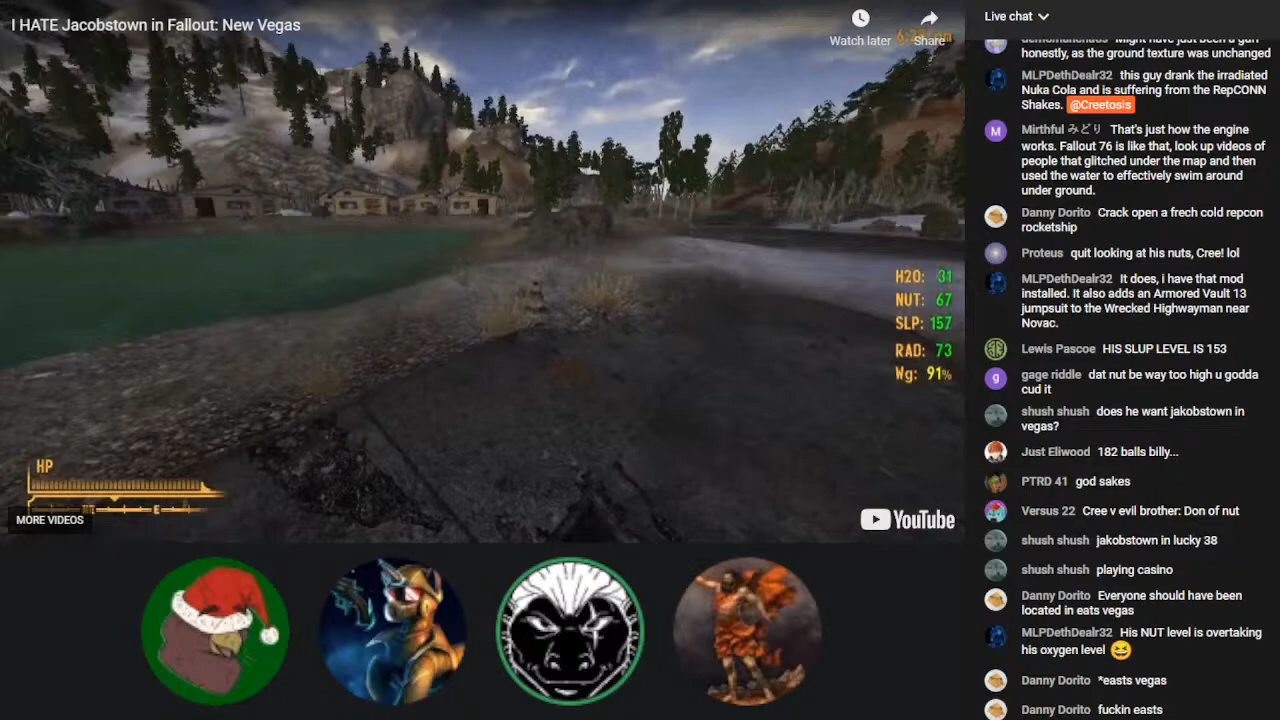 I HATE Jacobstown in Fallout: New Vegas
Watch later
Share
H2O: 31
NUT: 67
SLP: 157
RAD: 73
Wg: 91%
HP
E
MORE VIDEOS
YouTube
Live chat
honestly, as the ground texture was unchanged
MLPDethDealr32 this guy drank the irradiated
Nuka Cola and is suffering from the RepCONN
Shakes. @Creetosis
M
Mirthful みどり That's just how the engine
works. Fallout 76 is like that, look up videos of
people that glitched under the map and then
used the water to effectively swim around
under ground.
Danny Dorito Crack open a frech cold repcon
rocketship
Proteus quit looking at his nuts, Cree! lol
MLPDethDealr32 It does, i have that mod
installed. It also adds an Armored Vault 13
jumpsuit to the Wrecked Highwayman near
Novac.
Lewis Pascoe HIS SLUP LEVEL IS 153
g
gage riddle dat nut be way too high u godda
cud it
shush shush does he want jakobstown in
vegas?
Just Eliwood 182 balls billy...
PTRD 41 god sakes
Versus 22 Cree v evil brother: Don of nut
shush shush jakobstown in lucky 38
shush shush playing casino
Danny Dorito Everyone should have been
located in eats vegas
MLPDethDealr32 His NUT level is overtaking
his oxygen level 😆
Danny Dorito *easts vegas
Danny Dorito fuckin easts